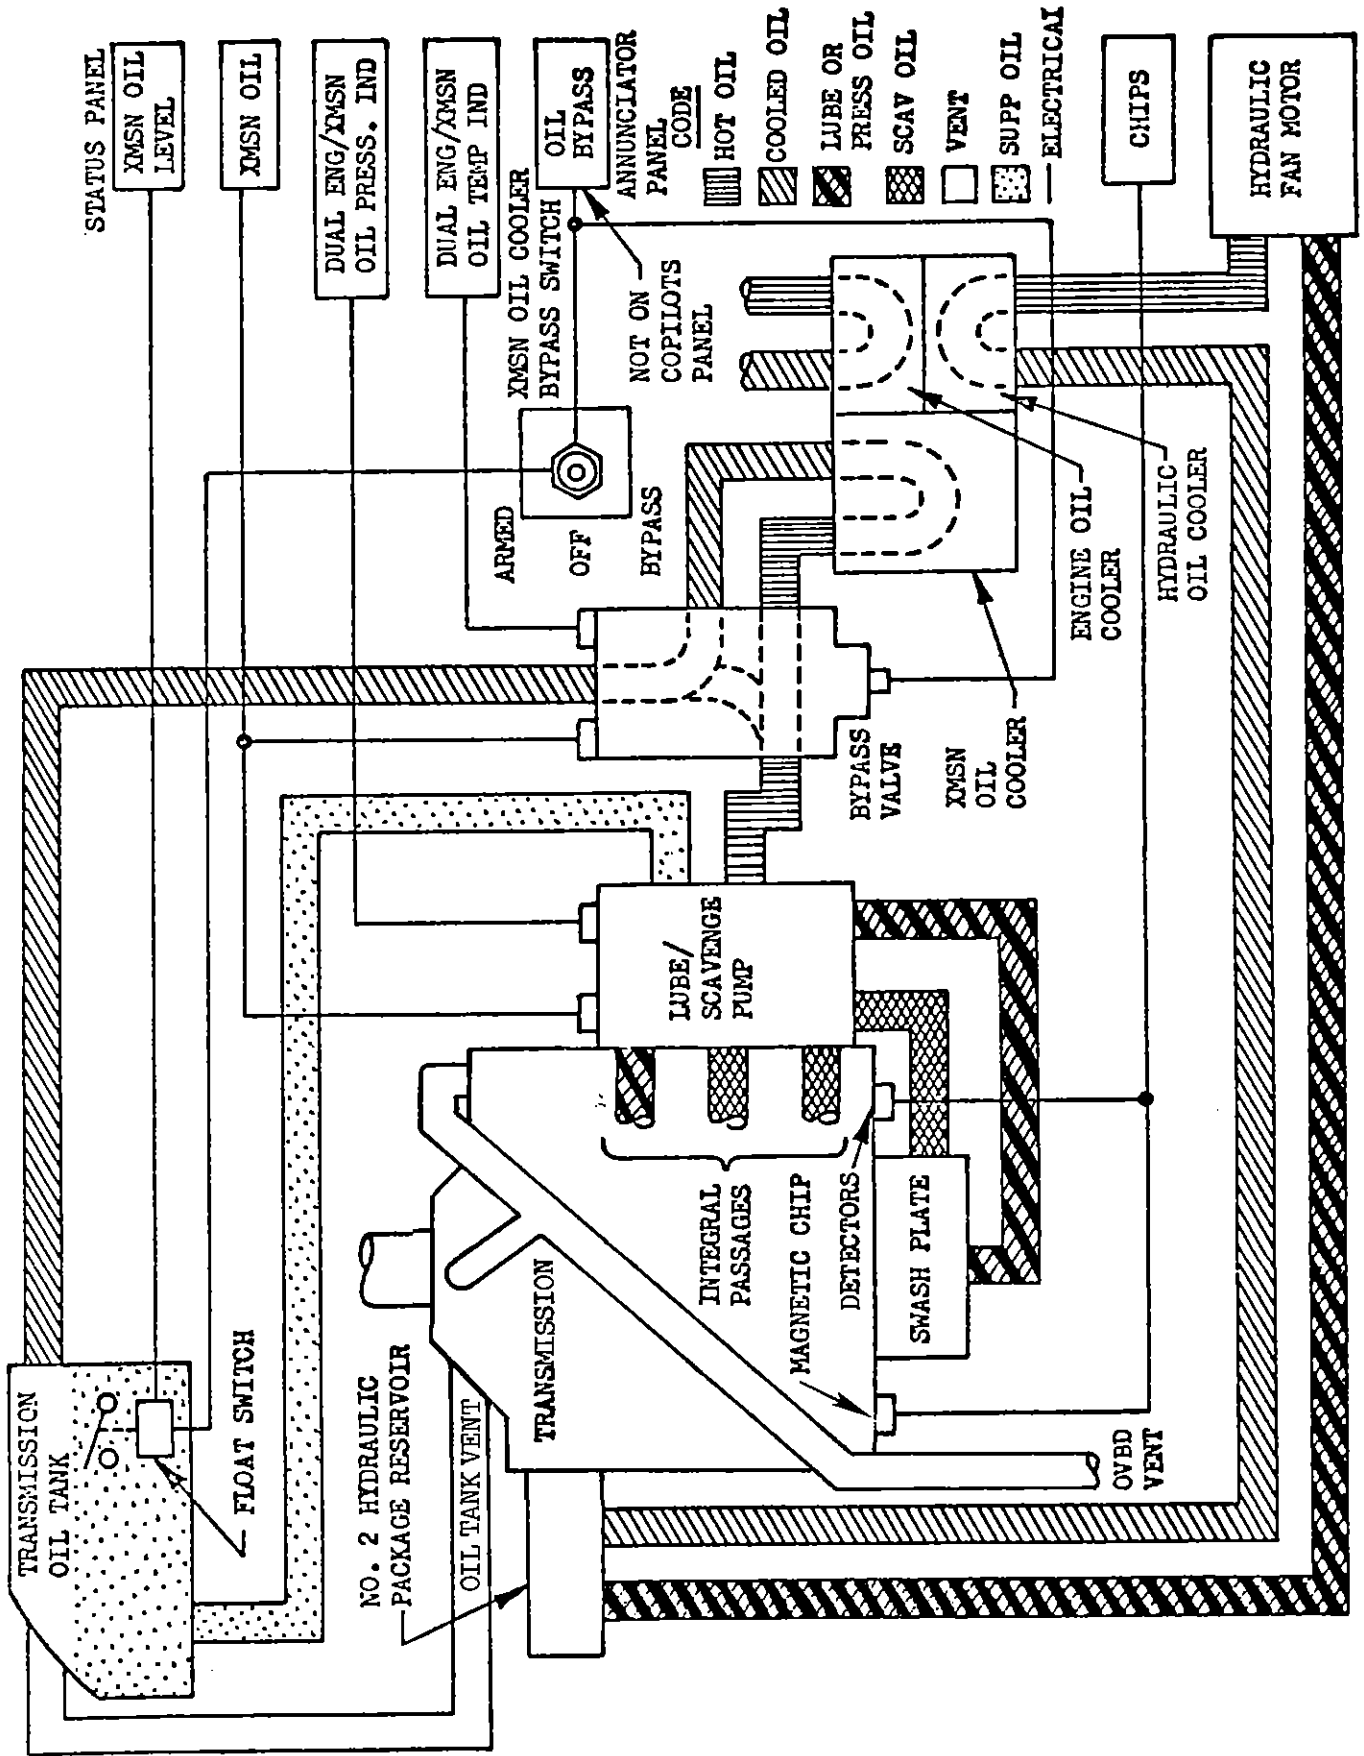 STATUS PANEL
XMSN OIL
LEVEL
XMSN OIL
DUAL ENG/XMSN
OIL PRESS. IND
DUAL ENG/XMSN
OIL TEMP IND
XMSN OIL COOLER
BYPASS SWITCH
OIL
BYPASS
ANNUNCIATOR
PANEL
CODE
HOT OIL
COOLED OIL
LUBE OR
PRESS OIL
SCAV OIL
VENT
SUPP OIL
ELECTRICAL
NOT ON
COPILOTS
PANEL
CHIPS
HYDRAULIC
FAN MOTOR
ARMED
OFF
BYPASS
ENGINE OIL
COOLER
HYDRAULIC
OIL COOLER
BYPASS
VALVE
XMSN
OIL
COOLER
LUBE/
SCAVENGE
PUMP
TRANSMISSION
OIL TANK
FLOAT SWITCH
NO. 2 HYDRAULIC
PACKAGE RESERVOIR
OIL TANK VENT
TRANSMISSION
INTEGRAL
PASSAGES
MAGNETIC CHIP
DETECTORS
SWASH PLATE
OVBD
VENT